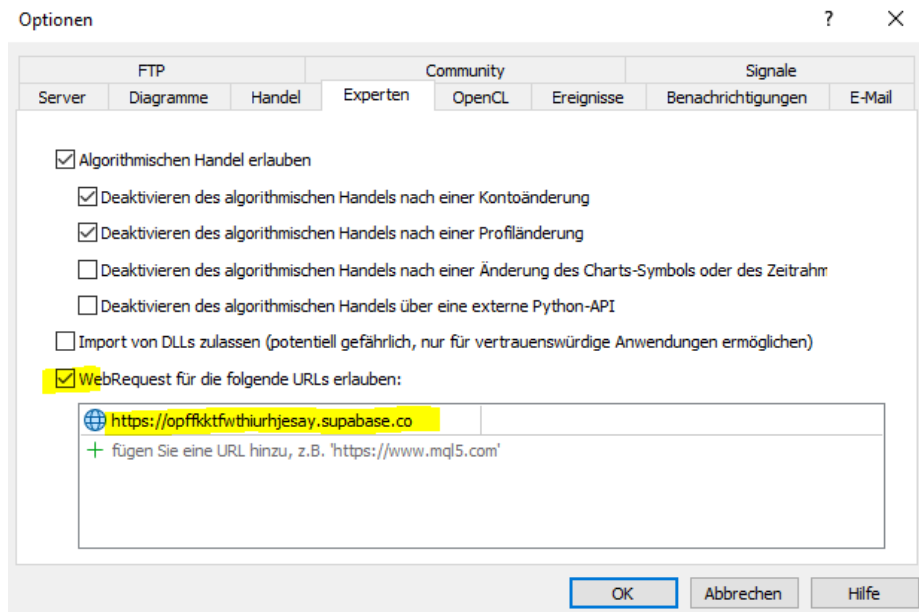 Optionen
FTP Community Signale
Server Diagramme Handel Experten OpenCL Ereignisse Benachrichtigungen E-Mail
Algorithmischen Handel erlauben
Deaktivieren des algorithmischen Handels nach einer Kontoänderung
Deaktivieren des algorithmischen Handels nach einer Profiländerung
Deaktivieren des algorithmischen Handels nach einer Änderung des Charts-Symbols oder des Zeitrahm
Deaktivieren des algorithmischen Handels über eine externe Python-API
Import von DLLs zulassen (potentiell gefährlich, nur für vertrauenswürdige Anwendungen ermöglichen)
WebRequest für die folgende URLs erlauben:
https://opffkktfwthiurhjesay.supabase.co
fügen Sie eine URL hinzu, z.B. 'https://www.mql5.com'
OK Abbrechen Hilfe